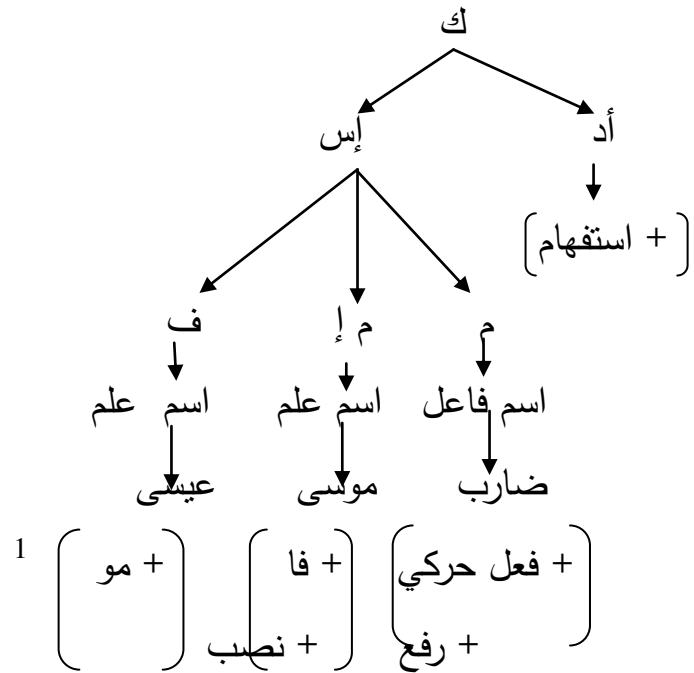 ك
إس أد
[+ استفهام]
م م إ ف
اسم فاعل اسم علم اسم علم
ضارب موسى عيسى
+ فعل حركي + فا + مو 1
+ رفع + نصب